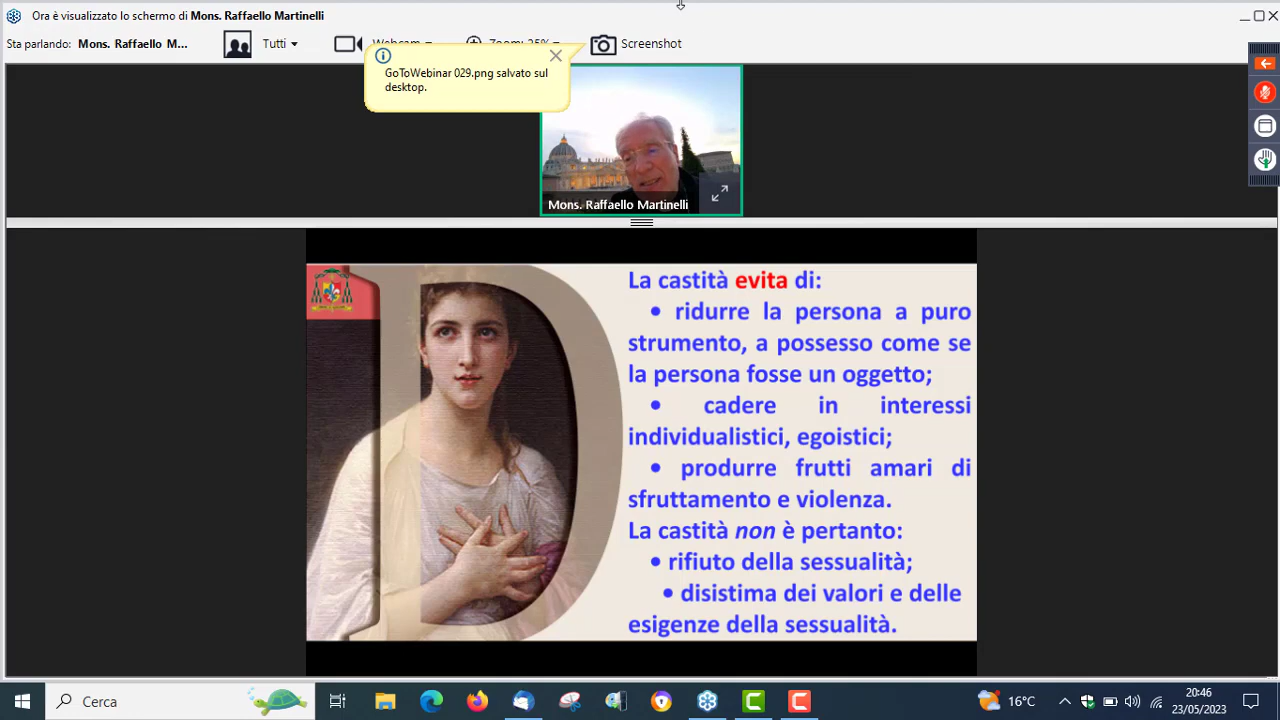 Ora è visualizzato lo schermo di Mons. Raffaello Martinelli
Sta parlando: Mons. Raffaello M...
Tutti
Zoom: 25%
Screenshot
GoToWebinar 029.png salvato sul
desktop.
Mons. Raffaello Martinelli
La castità evita di:
• ridurre la persona a puro
strumento, a possesso come se
la persona fosse un oggetto;
• cadere in interessi
individualistici, egoistici;
• produrre frutti amari di
sfruttamento e violenza.
La castità non è pertanto:
• rifiuto della sessualità;
• disistima dei valori e delle
esigenze della sessualità.
Cerca
16°C
20:46
23/05/2023